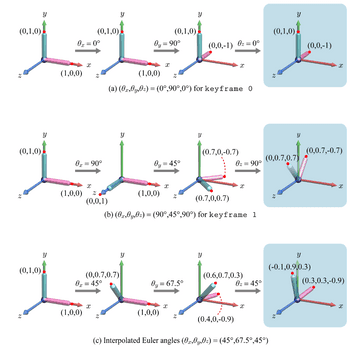 y y y y
(0,1,0) θx = 0° (0,1,0) θy = 90° (0,1,0) θz = 0° (0,1,0)
(0,0,-1) (0,0,-1)
z (1,0,0) x z (1,0,0) x z x z x
(a) (θx,θy,θz) = (0°,90°,0°) for keyframe 0
y y y y
(0,1,0) θx = 90° θy = 45° (0.7,0,-0.7) θz = 90° (0,0.7,0.7) (0,0.7,-0.7)
z (1,0,0) x z (0,0,1) (1,0,0) x z (0.7,0,0.7) x z x
(b) (θx,θy,θz) = (90°,45°,90°) for keyframe 1
y y y y
(0,1,0) θx = 45° (0,0.7,0.7) θy = 67.5° (0.6,0.7,0.3) θz = 45° (-0.1,0.9,0.3) (0.3,0.3,-0.9)
z (1,0,0) x z (1,0,0) x z (0.4,0,-0.9) x z x
(c) Interpolated Euler angles (θx,θy,θz) = (45°,67.5°,45°)